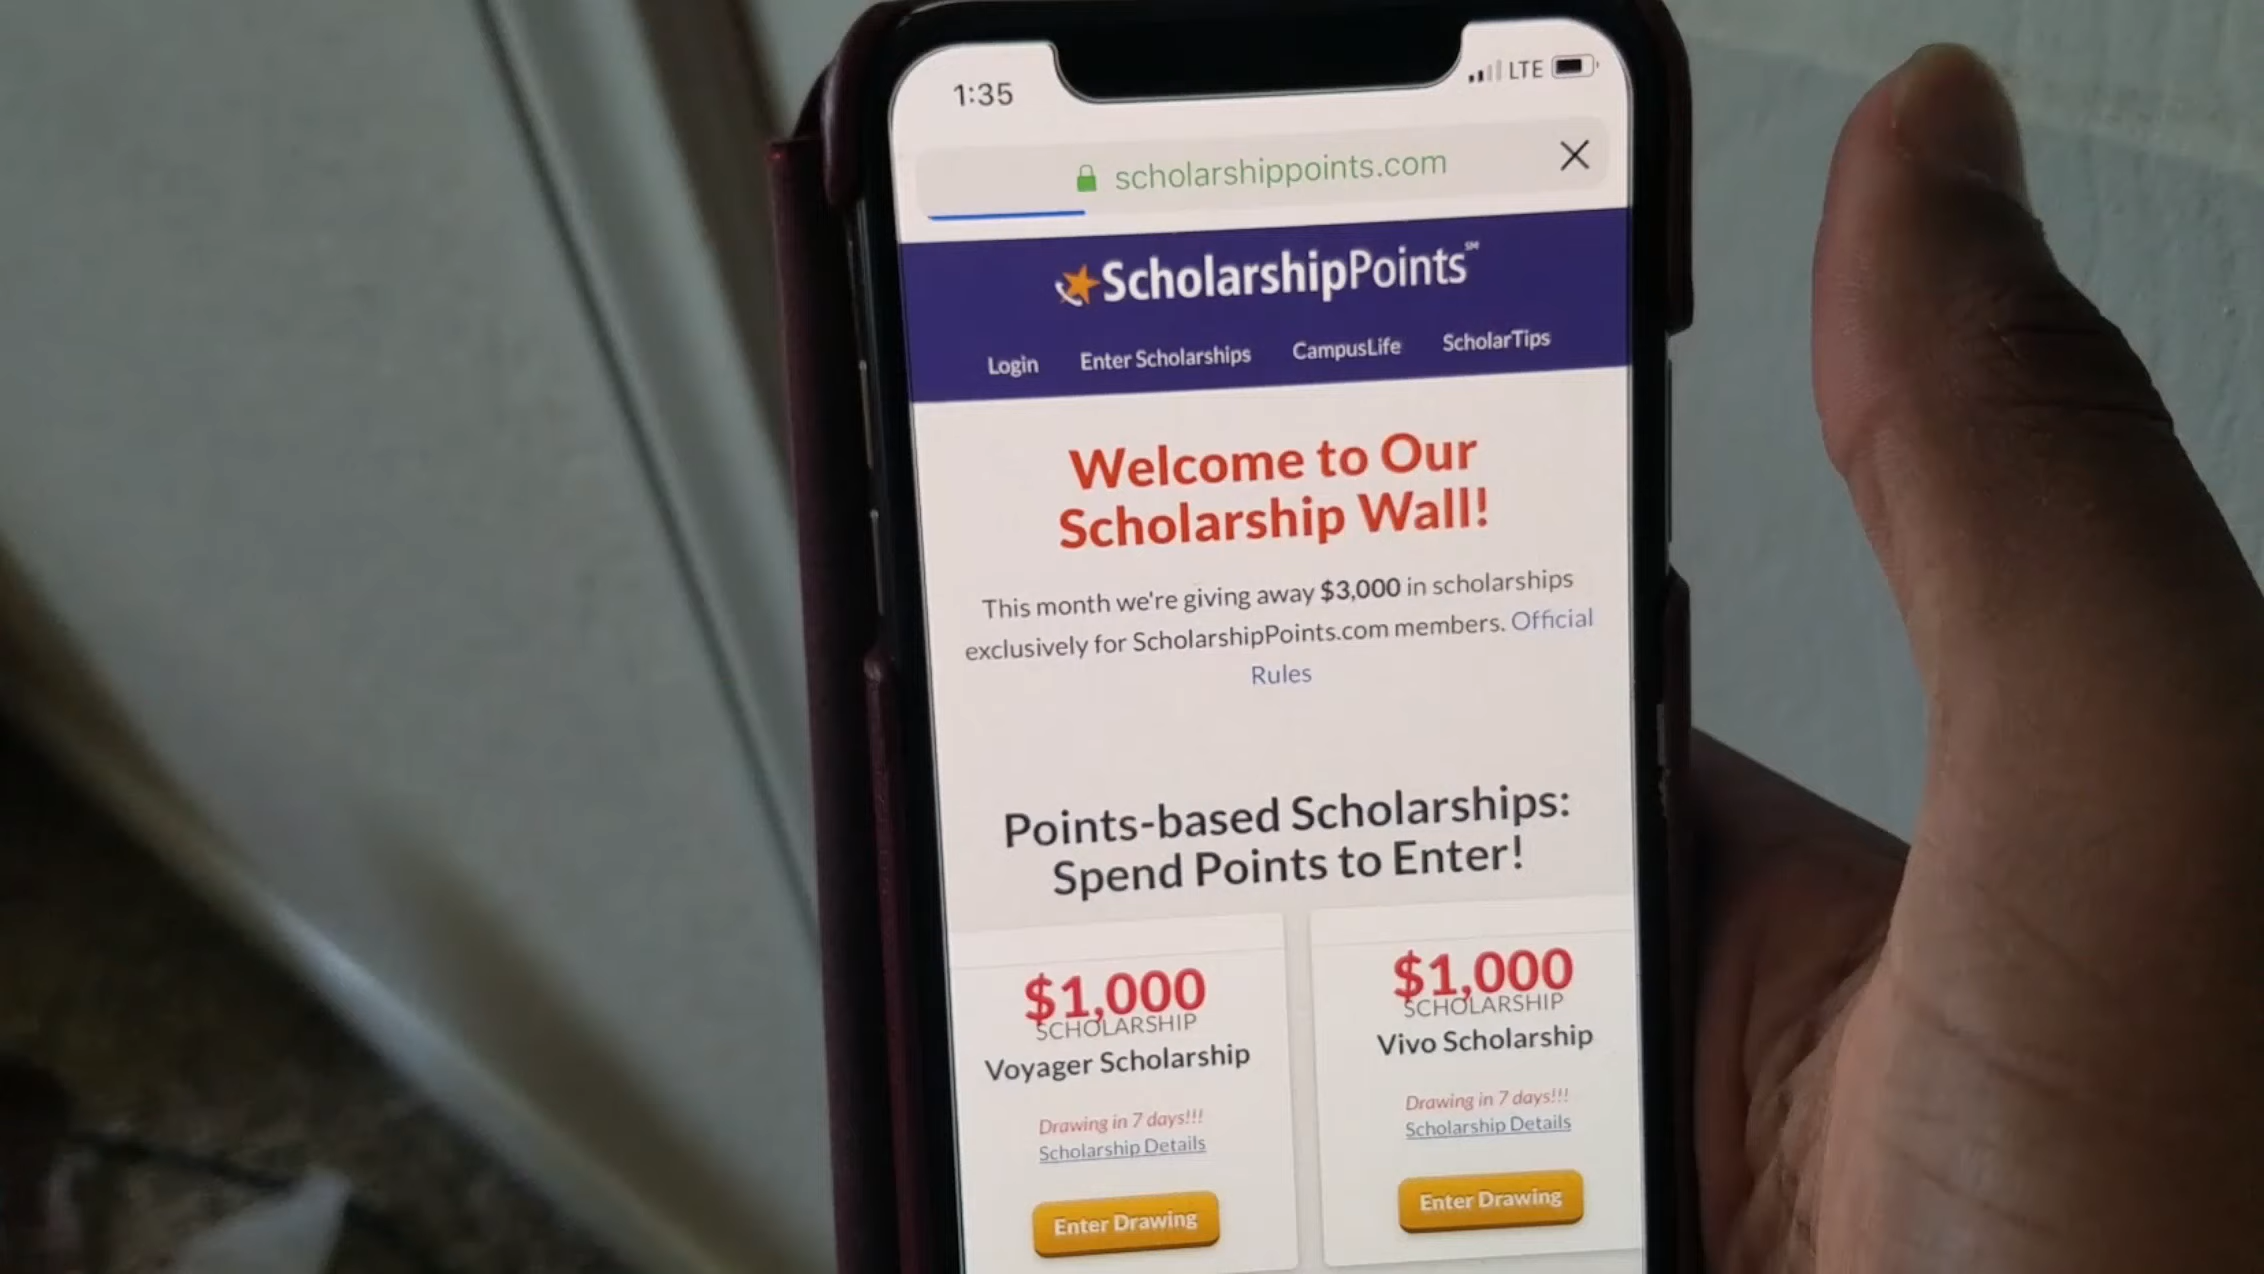 1:35
LTE
scholarshippoints.com
ScholarshipPoints℠
Login Enter Scholarships CampusLife ScholarTips
Welcome to Our
Scholarship Wall!
This month we're giving away $3,000 in scholarships
exclusively for ScholarshipPoints.com members. Official
Rules
Points-based Scholarships:
Spend Points to Enter!
$1,000
SCHOLARSHIP
Voyager Scholarship
Drawing in 7 days!!!
Scholarship Details
Enter Drawing
$1,000
SCHOLARSHIP
Vivo Scholarship
Drawing in 7 days!!!
Scholarship Details
Enter Drawing